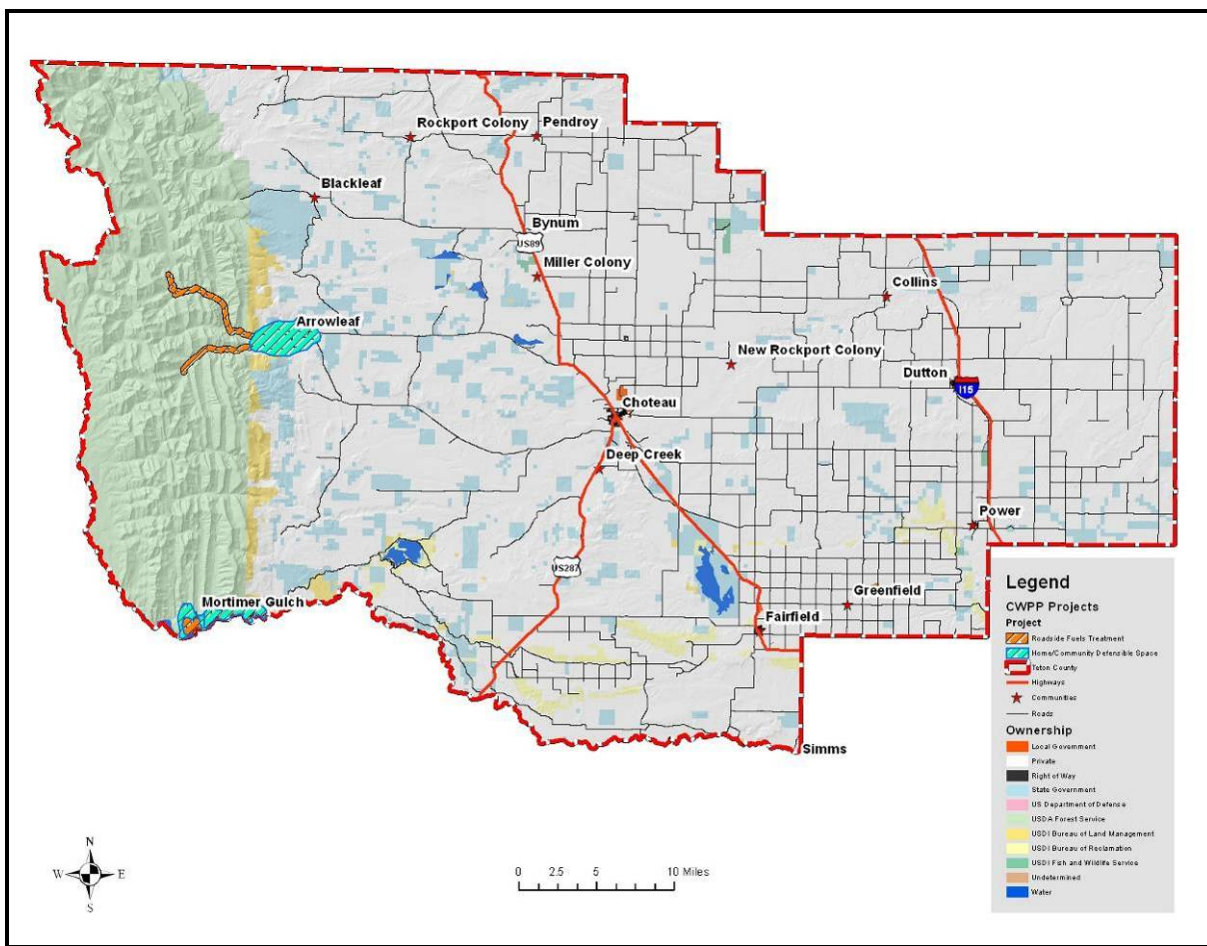 Rockport Colony
Pendroy
Blackleaf
Bynum
US89
Miller Colony
Collins
Arrowleaf
New Rockport Colony
Dutton
I15
Choteau
Deep Creek
Power
US287
Mortimer Gulch
Greenfield
Fairfield
Simms
Legend
CWPP Projects
Project
Roadside Fuels Treatment
Home/Community Defensible Space
Teton County
Highways
Communities
Roads
Ownership
Local Government
Private
Right of Way
State Government
US Department of Defense
USDA Forest Service
USDI Bureau of Land Management
USDI Bureau of Reclamation
USDI Fish and Wildlife Service
Undetermined
Water
N
W E
S
0 2.5 5 10 Miles